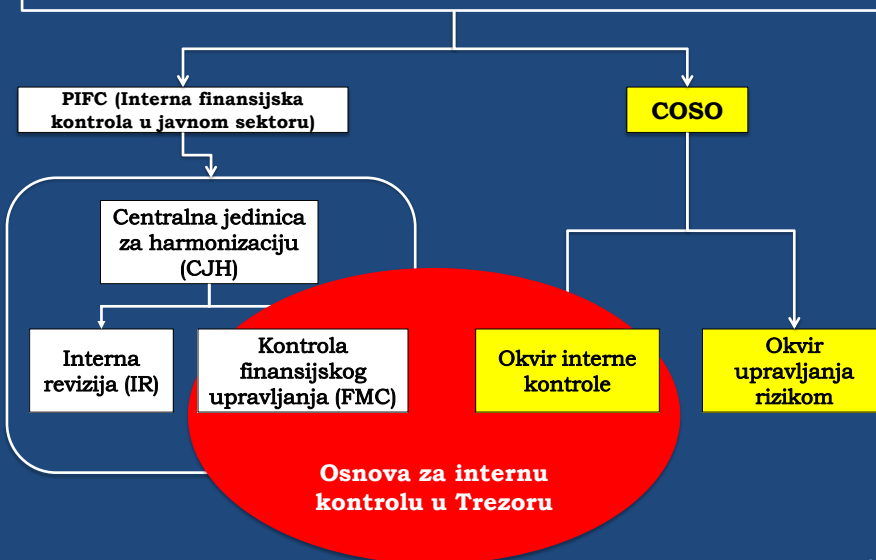 PIFC (Interna finansijska
kontrola u javnom sektoru)
COSO
Centralna jedinica
za harmonizaciju
(CJH)
Interna
revizija (IR)
Kontrola
finansijskog
upravljanja (FMC)
Okvir interne
kontrole
Okvir
upravljanja
rizikom
Osnova za internu
kontrolu u Trezoru